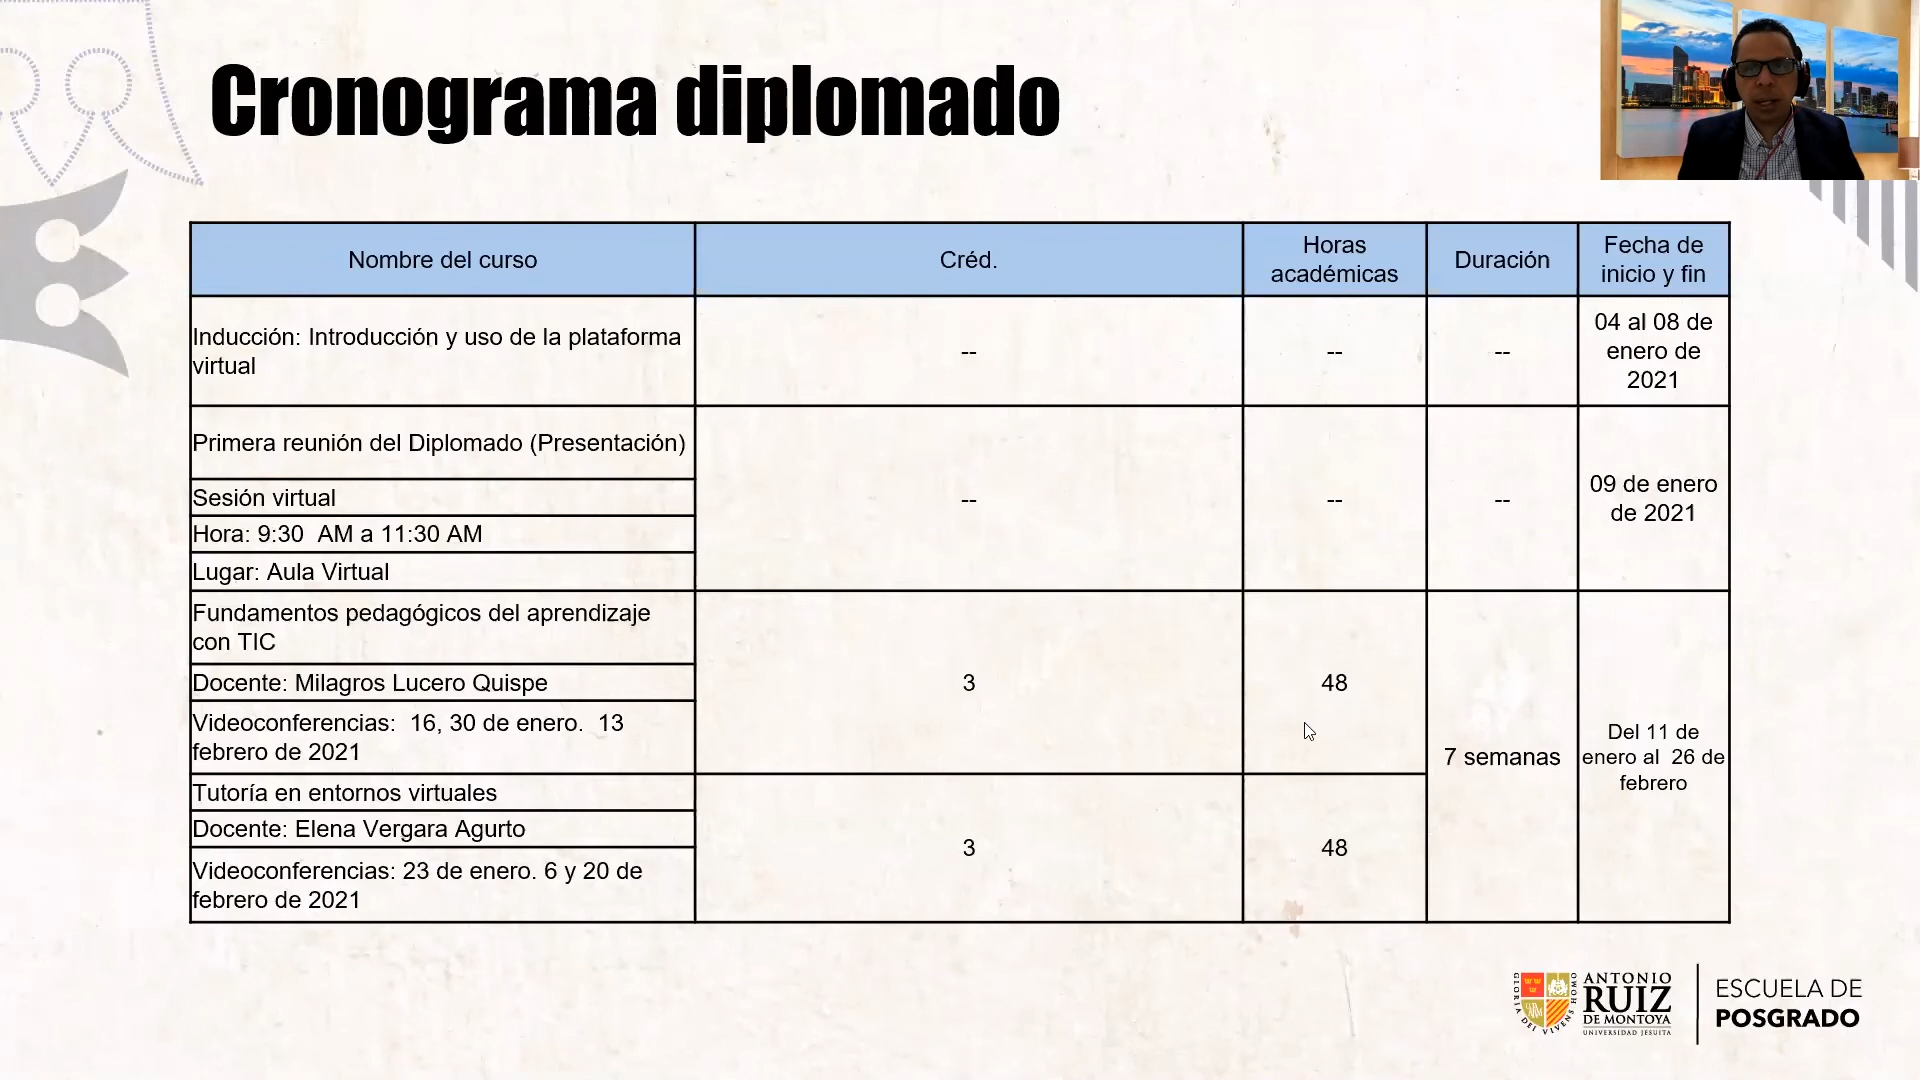 Cronograma diplomado
Nombre del curso
Créd.
Horas
académicas
Duración
Fecha de
inicio y fin
Inducción: Introducción y uso de la plataforma
virtual
--
--
--
04 al 08 de
enero de
2021
Primera reunión del Diplomado (Presentación)
Sesión virtual
Hora: 9:30  AM a 11:30 AM
Lugar: Aula Virtual
--
--
--
09 de enero
de 2021
Fundamentos pedagógicos del aprendizaje
con TIC
Docente: Milagros Lucero Quispe
Videoconferencias:  16, 30 de enero.  13
febrero de 2021
3
48
7 semanas
Del 11 de
enero al  26 de
febrero
Tutoría en entornos virtuales
Docente: Elena Vergara Agurto
Videoconferencias: 23 de enero. 6 y 20 de
febrero de 2021
3
48
GLORIA DEI VIVENS HOMO
ANTONIO
RUIZ
DE MONTOYA
UNIVERSIDAD JESUITA
ESCUELA DE
POSGRADO